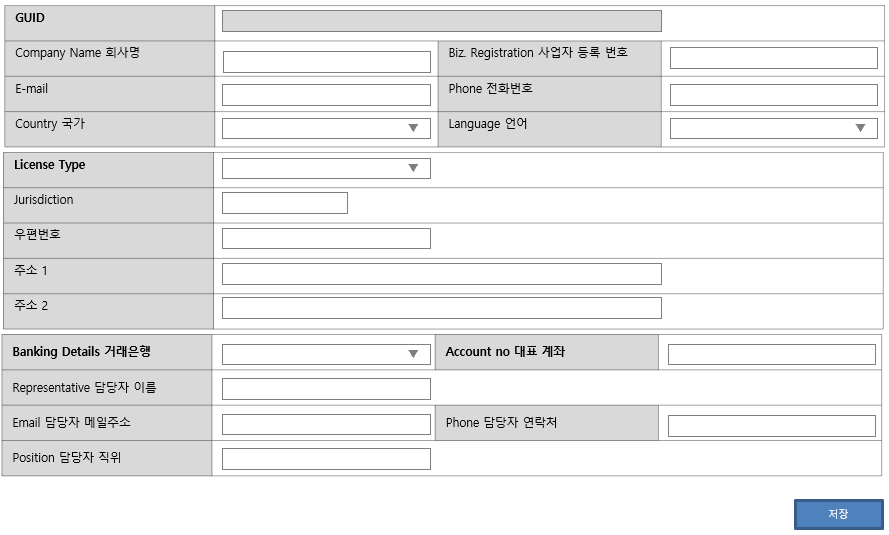 GUID
Company Name 회사명
Biz. Registration 사업자 등록 번호
E-mail
Phone 전화번호
Country 국가
Language 언어
License Type
Jurisdiction
우편번호
주소 1
주소 2
Banking Details 거래은행
Account no 대표 계좌
Representative 담당자 이름
Email 담당자 메일주소
Phone 담당자 연락처
Position 담당자 직위
저장